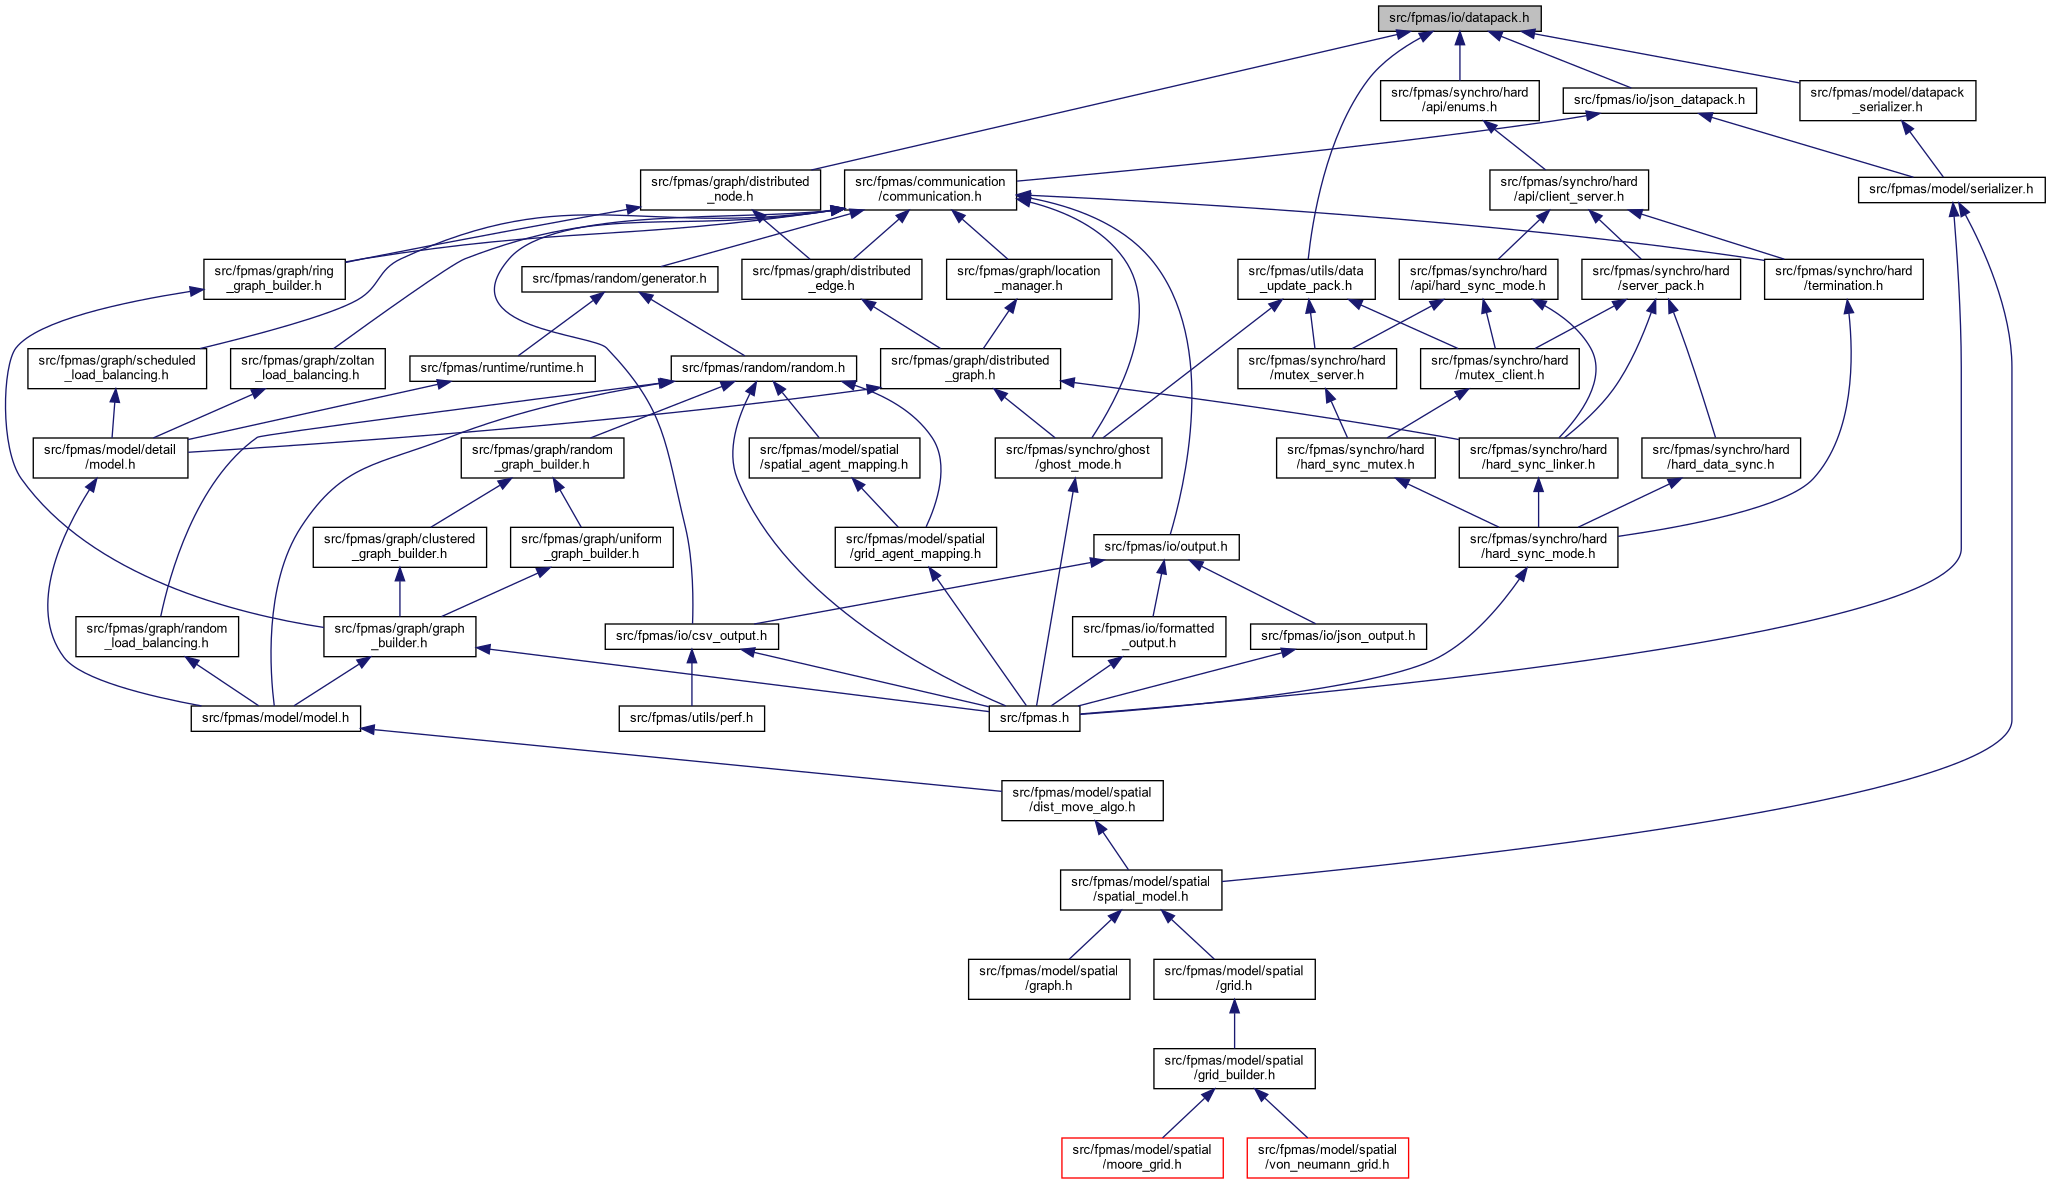 src/fpmas/io/datapack.h
src/fpmas/synchro/hard
/api/enums.h
src/fpmas/io/json_datapack.h
src/fpmas/model/datapack
_serializer.h
src/fpmas/graph/distributed
_node.h
src/fpmas/communication
/communication.h
src/fpmas/synchro/hard
/api/client_server.h
src/fpmas/model/serializer.h
src/fpmas/graph/ring
_graph_builder.h
src/fpmas/random/generator.h
src/fpmas/graph/distributed
_edge.h
src/fpmas/graph/location
_manager.h
src/fpmas/utils/data
_update_pack.h
src/fpmas/synchro/hard
/api/hard_sync_mode.h
src/fpmas/synchro/hard
/server_pack.h
src/fpmas/synchro/hard
/termination.h
src/fpmas/graph/scheduled
_load_balancing.h
src/fpmas/graph/zoltan
_load_balancing.h
src/fpmas/runtime/runtime.h
src/fpmas/random/random.h
src/fpmas/graph/distributed
_graph.h
src/fpmas/synchro/hard
/mutex_server.h
src/fpmas/synchro/hard
/mutex_client.h
src/fpmas/model/detail
/model.h
src/fpmas/graph/random
_graph_builder.h
src/fpmas/model/spatial
/spatial_agent_mapping.h
src/fpmas/synchro/ghost
/ghost_mode.h
src/fpmas/synchro/hard
/hard_sync_mutex.h
src/fpmas/synchro/hard
/hard_sync_linker.h
src/fpmas/synchro/hard
/hard_data_sync.h
src/fpmas/graph/clustered
_graph_builder.h
src/fpmas/graph/uniform
_graph_builder.h
src/fpmas/model/spatial
/grid_agent_mapping.h
src/fpmas/io/output.h
src/fpmas/synchro/hard
/hard_sync_mode.h
src/fpmas/graph/random
_load_balancing.h
src/fpmas/graph/graph
_builder.h
src/fpmas/io/csv_output.h
src/fpmas/io/formatted
_output.h
src/fpmas/io/json_output.h
src/fpmas/model/model.h
src/fpmas/utils/perf.h
src/fpmas.h
src/fpmas/model/spatial
/dist_move_algo.h
src/fpmas/model/spatial
/spatial_model.h
src/fpmas/model/spatial
/graph.h
src/fpmas/model/spatial
/grid.h
src/fpmas/model/spatial
/grid_builder.h
src/fpmas/model/spatial
/moore_grid.h
src/fpmas/model/spatial
/von_neumann_grid.h